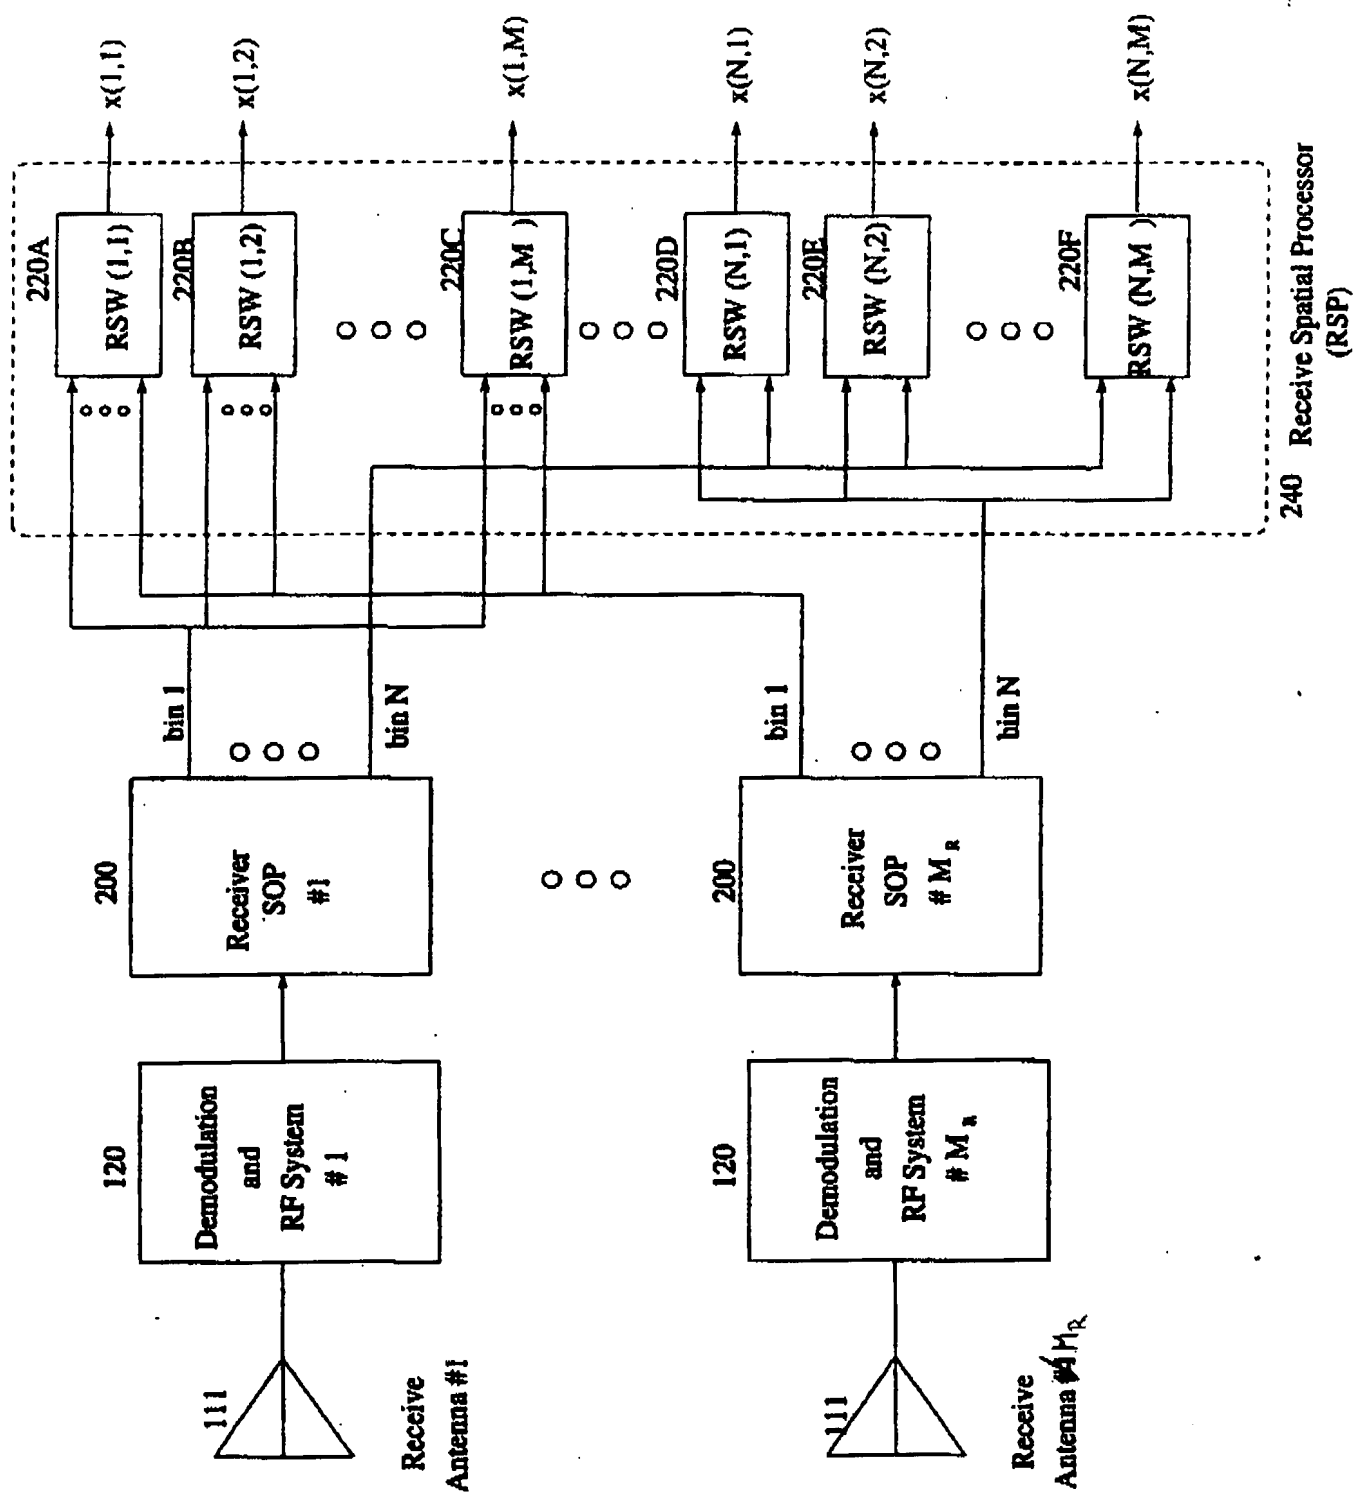 111
Receive
Antenna #1
120
Demodulation
and
RF System
# 1
200
Receiver
SOP
#1
bin 1
bin N
111
Receive
Antenna # MR
120
Demodulation
and
RF System
# M R
200
Receiver
SOP
# M R
bin 1
bin N
220A
RSW (1,1)
x(1,1)
220B
RSW (1,2)
x(1,2)
220C
RSW (1,M )
x(1,M)
220D
RSW (N,1)
x(N,1)
220E
RSW (N,2)
x(N,2)
220F
RSW (N,M )
x(N,M)
240
Receive Spatial Processor
(RSP)